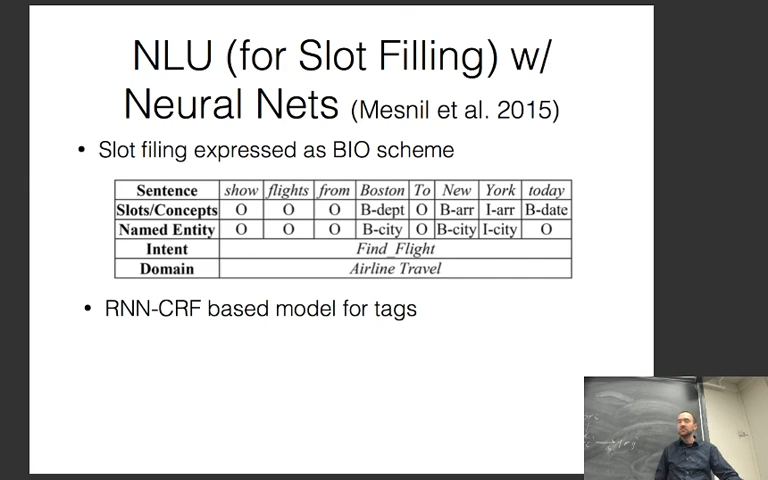 NLU (for Slot Filling) w/
Neural Nets (Mesnil et al. 2015)
• Slot filing expressed as BIO scheme
Sentence show flights from Boston To New York today
Slots/Concepts O O O B-dept O B-arr I-arr B-date
Named Entity O O O B-city O B-city I-city O
Intent Find_Flight
Domain Airline Travel
• RNN-CRF based model for tags